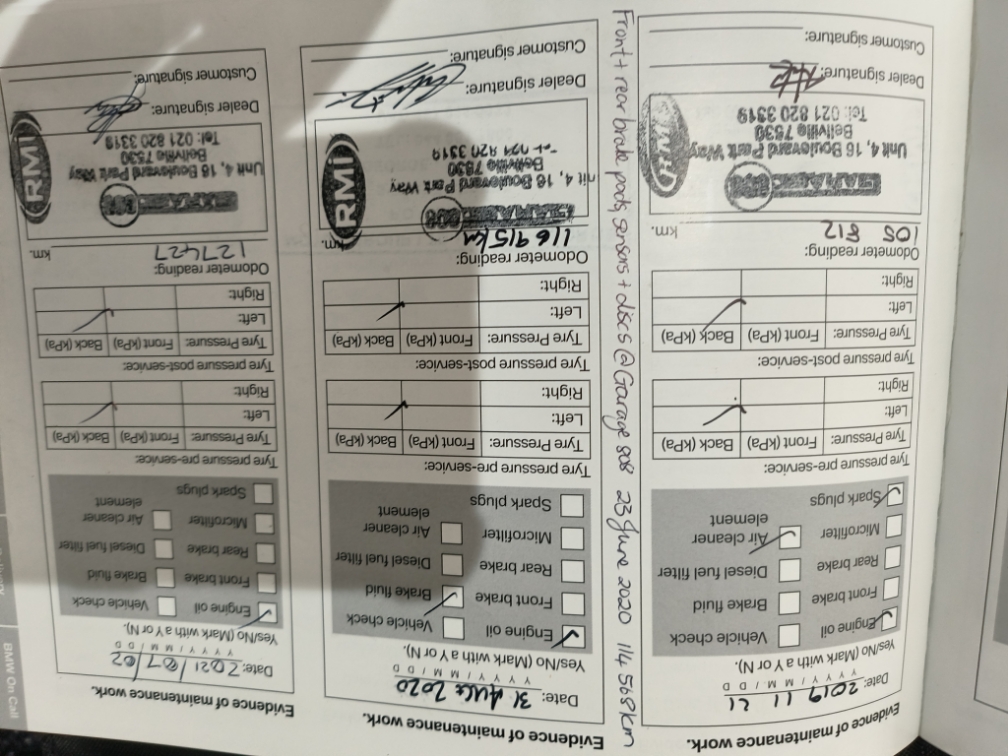 Evidence of maintenance work.
Date: 2019 11 21
Y Y Y Y / M M / D D
Yes/No (Mark with a Y or N).
Engine oil
Vehicle check
Front brake
Brake fluid
Rear brake
Diesel fuel filter
Microfilter
Air cleaner
element
Spark plugs
Tyre pressure pre-service:
Tyre Pressure: Front (kPa) Back (kPa)
Left:
Right:
Tyre pressure post-service:
Tyre Pressure: Front (kPa) Back (kPa)
Left:
Right:
Odometer reading:
105 812 km.
808
Unit 4, 16 Boulevard Park Way
Bellville 7530
Tel: 021 820 3319
Dealer signature:
Customer signature:
Front + rear brake pads, sensors + discs @ Garage 808 23 June 2020 114 568km
Evidence of maintenance work.
Date: 31 Aug 2020
Y Y Y Y / M M / D D
Yes/No (Mark with a Y or N).
Engine oil
Vehicle check
Front brake
Brake fluid
Rear brake
Diesel fuel filter
Microfilter
Air cleaner
element
Spark plugs
Tyre pressure pre-service:
Tyre Pressure: Front (kPa) Back (kPa)
Left:
Right:
Tyre pressure post-service:
Tyre Pressure: Front (kPa) Back (kPa)
Left:
Right:
Odometer reading:
116 915km km.
808
nit 4, 16 Boulevard Park Way
Bellville 7530
021 820 3319
RMI
Dealer signature:
Customer signature:
Evidence of maintenance work.
Date: 2021/07/02
Y Y Y Y / M M / D D
Yes/No (Mark with a Y or N).
Engine oil
Vehicle check
Front brake
Brake fluid
Rear brake
Diesel fuel filter
Microfilter
Air cleaner
element
Spark plugs
Tyre pressure pre-service:
Tyre Pressure: Front (kPa) Back (kPa)
Left:
Right:
Tyre pressure post-service:
Tyre Pressure: Front (kPa) Back (kPa)
Left:
Right:
Odometer reading:
127427 km
808
Unit 4, 16 Boulevard Park Way
Bellville 7530
Tel: 021 820 3319
RMI
Dealer signature:
Customer signature:
BMW On Call